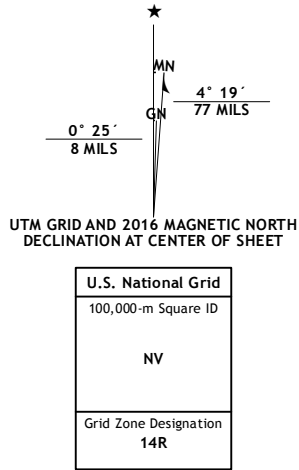 ★
MN
4° 19´
77 MILS
GN
0° 25´
8 MILS
UTM GRID AND 2016 MAGNETIC NORTH
DECLINATION AT CENTER OF SHEET
U.S. National Grid
100,000-m Square ID
NV
Grid Zone Designation
14R